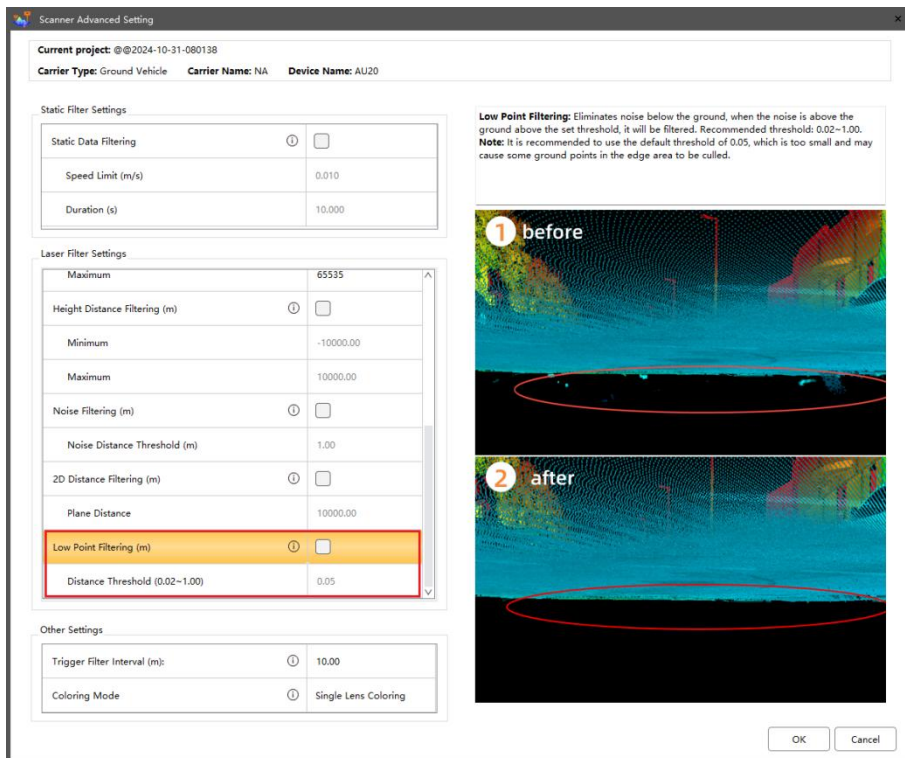 Scanner Advanced Setting
×
Current project: @@2024-10-31-080138
Carrier Type: Ground Vehicle Carrier Name: NA Device Name: AU20
Static Filter Settings
Static Data Filtering
Speed Limit (m/s) 0.010
Duration (s) 10.000
Laser Filter Settings
Maximum 65535
Height Distance Filtering (m)
Minimum -10000.00
Maximum 10000.00
Noise Filtering (m)
Noise Distance Threshold (m) 1.00
2D Distance Filtering (m)
Plane Distance 10000.00
Low Point Filtering (m)
Distance Threshold (0.02~1.00) 0.05
Other Settings
Trigger Filter Interval (m): 10.00
Coloring Mode Single Lens Coloring
Low Point Filtering: Eliminates noise below the ground, when the noise is above the
ground above the set threshold, it will be filtered. Recommended threshold: 0.02~1.00.
Note: It is recommended to use the default threshold of 0.05, which is too small and may
cause some ground points in the edge area to be culled.
1 before
2 after
OK Cancel